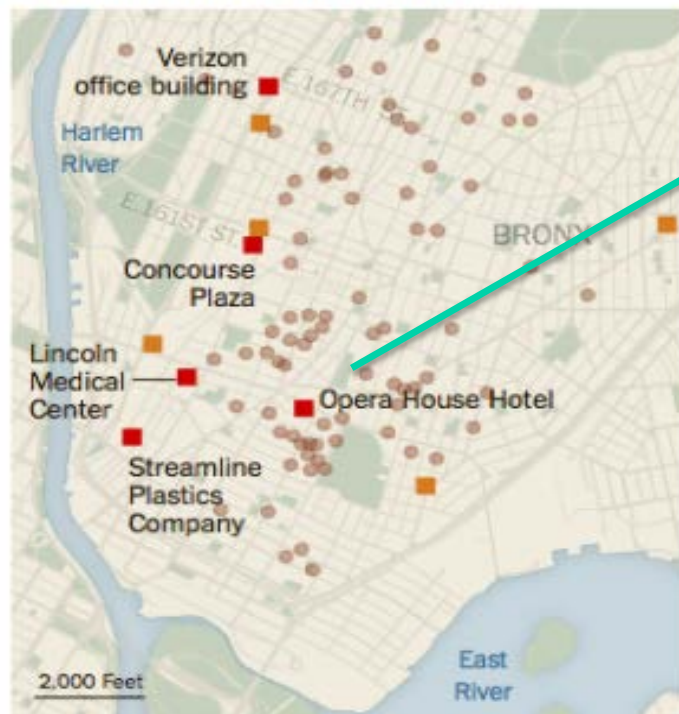 Verizon
office building
E 167TH ST.
Harlem
River
E. 161ST ST.
BRONX
Concourse
Plaza
Lincoln
Medical
Center
Opera House Hotel
Streamline
Plastics
Company
2,000 Feet
East
River